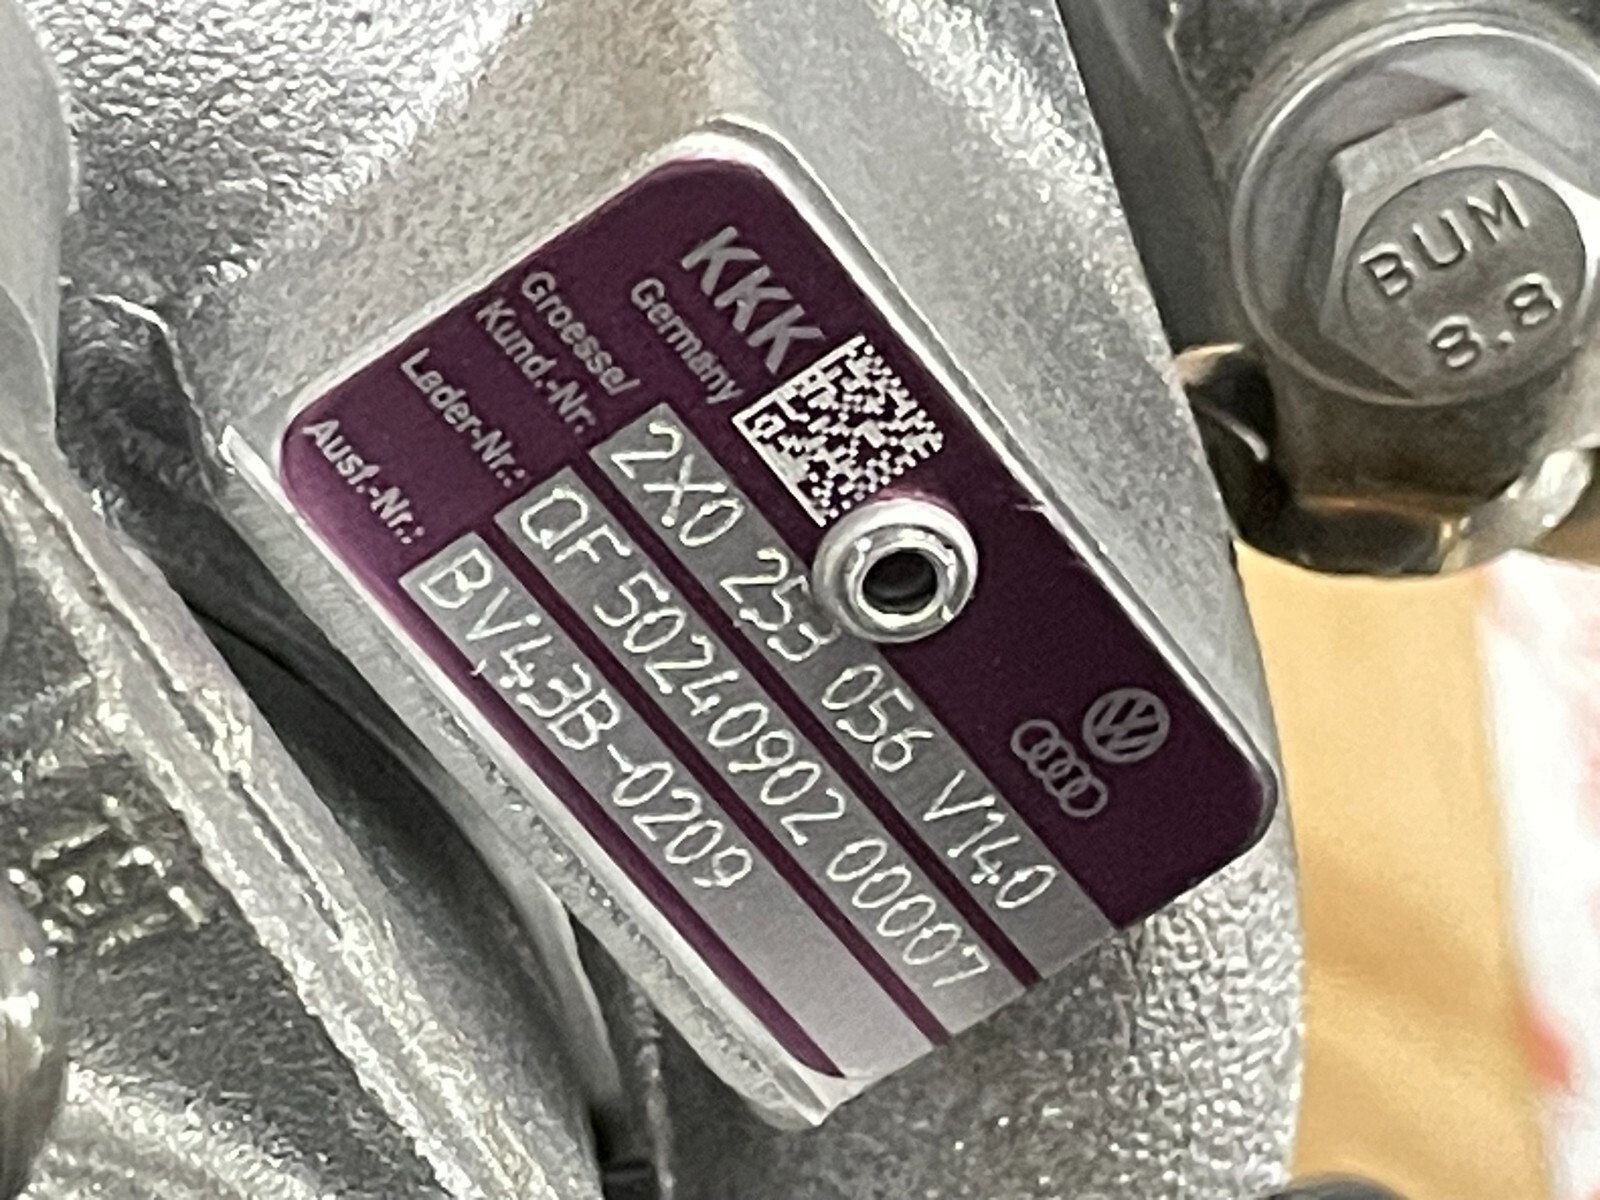 KKK
Germany
Groesse/
Kund.-Nr.:
2X0 253 056 V140
Lader-Nr.:
QF 50240902 00007
Ausf.-Nr.:
BV43B-0209
BUM
8.8